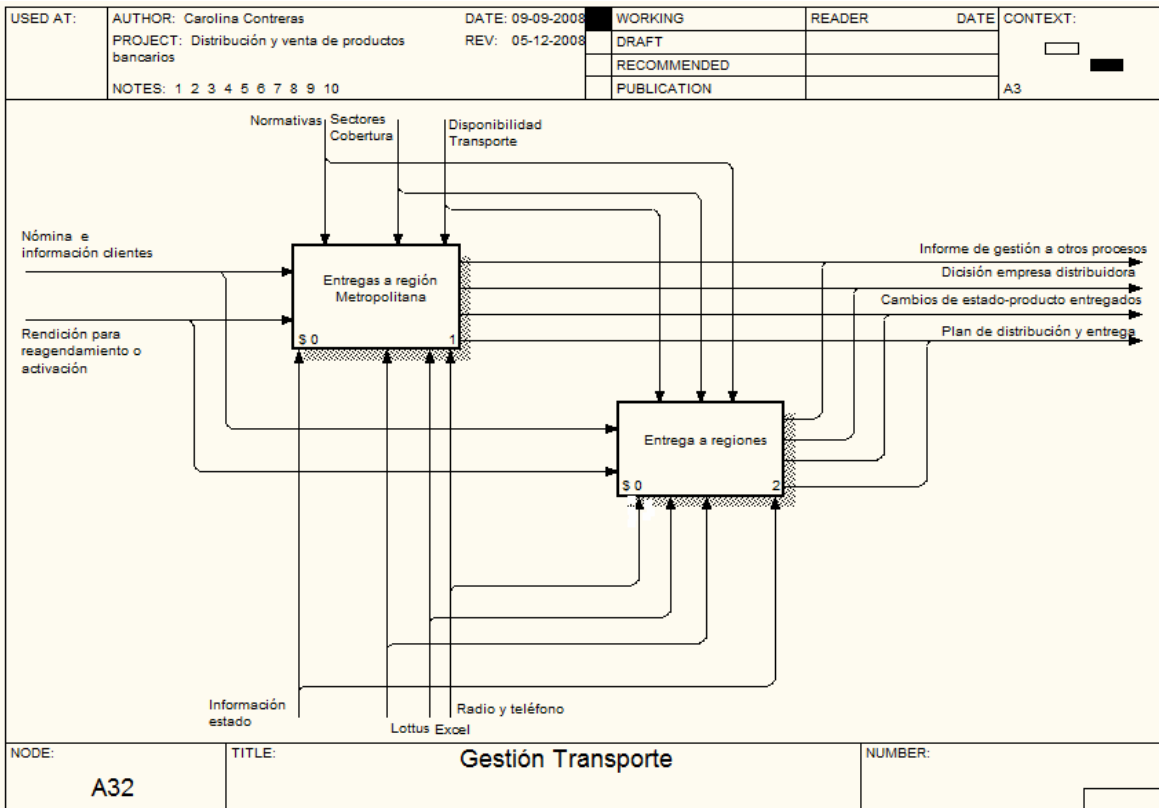 USED AT:
AUTHOR: Carolina Contreras
DATE: 09-09-2008
PROJECT: Distribución y venta de productos
bancarios
REV: 05-12-2008
NOTES: 1 2 3 4 5 6 7 8 9 10
WORKING
DRAFT
RECOMMENDED
PUBLICATION
READER
DATE
CONTEXT:
A3
Normativas
Sectores
Cobertura
Disponibilidad
Transporte
Nómina e
información clientes
Rendición para
reagendamiento o
activación
Entregas a región
Metropolitana
$ 0
1
Informe de gestión a otros procesos
Dicisión empresa distribuidora
Cambios de estado-producto entregados
Plan de distribución y entrega
Entrega a regiones
$ 0
2
Información
estado
Lottus
Excel
Radio y teléfono
NODE:
A32
TITLE:
Gestión Transporte
NUMBER: